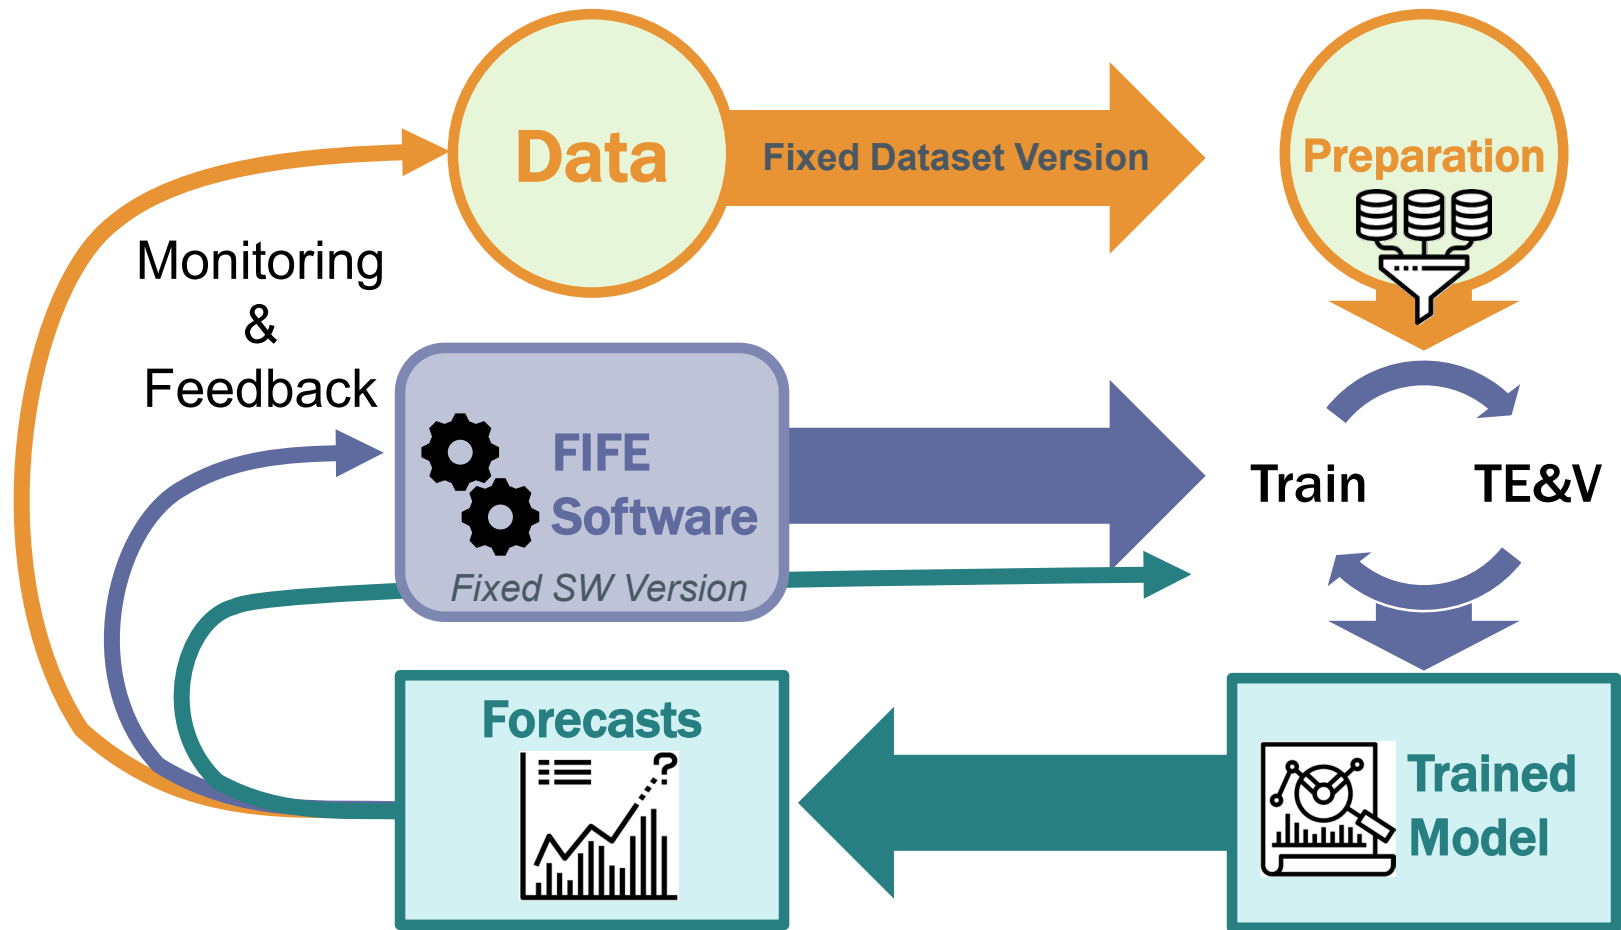 Data
Fixed Dataset Version
Preparation
Monitoring
&
Feedback
FIFE
Software
Fixed SW Version
Train
TE&V
Forecasts
?
Trained
Model